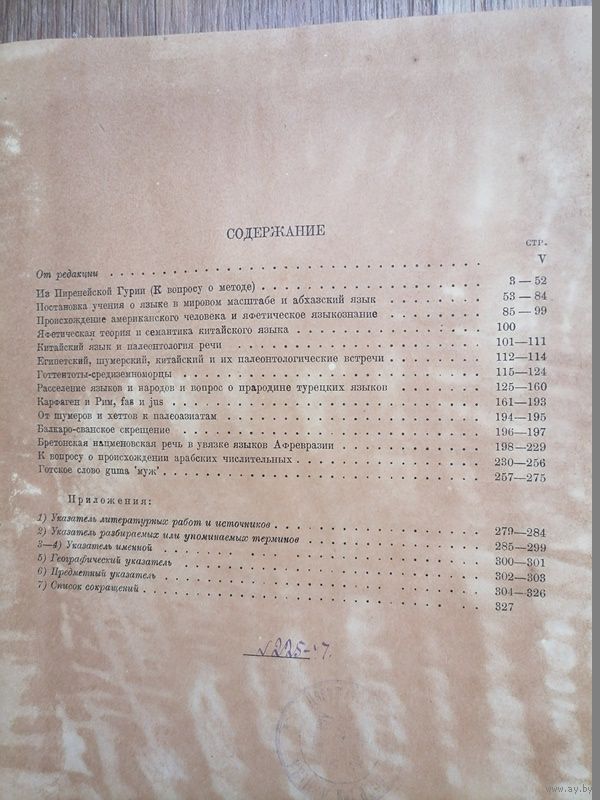 СОДЕРЖАНИЕ
СТР.
От редакции V
Из Пиренейской Гурии (К вопросу о методе) 3 — 52
Постановка учения о языке в мировом масштабе и абхазский язык 53 — 84
Происхождение американского человека и яфетическое языкознание 85 — 99
Яфетическая теория и семантика китайского языка 100
Китайский язык и палеонтология речи 101—111
Египетский, шумерский, китайский и их палеонтологические встречи 112—114
Готтентоты-средиземноморцы 115—124
Расселение языков и народов и вопрос о прародине турецких языков 125—160
Карфаген и Рим, fas и jus 161—193
От шумеров и хеттов к палеоазиатам 194—195
Балкаро-сванское скрещение 196—197
Бретонская нацменовская речь в увязке языков Афревразии 198—229
К вопросу о происхождении арабских числительных 230—256
Готское слово guma 'муж' 257—275
Приложения:
1) Указатель литературных работ и источников 279—284
2) Указатель разбираемых или упоминаемых терминов 285—299
3—4) Указатель именной 300—301
5) Географический указатель 302—303
6) Предметный указатель 304—326
7) Список сокращений 327
www.ay.by